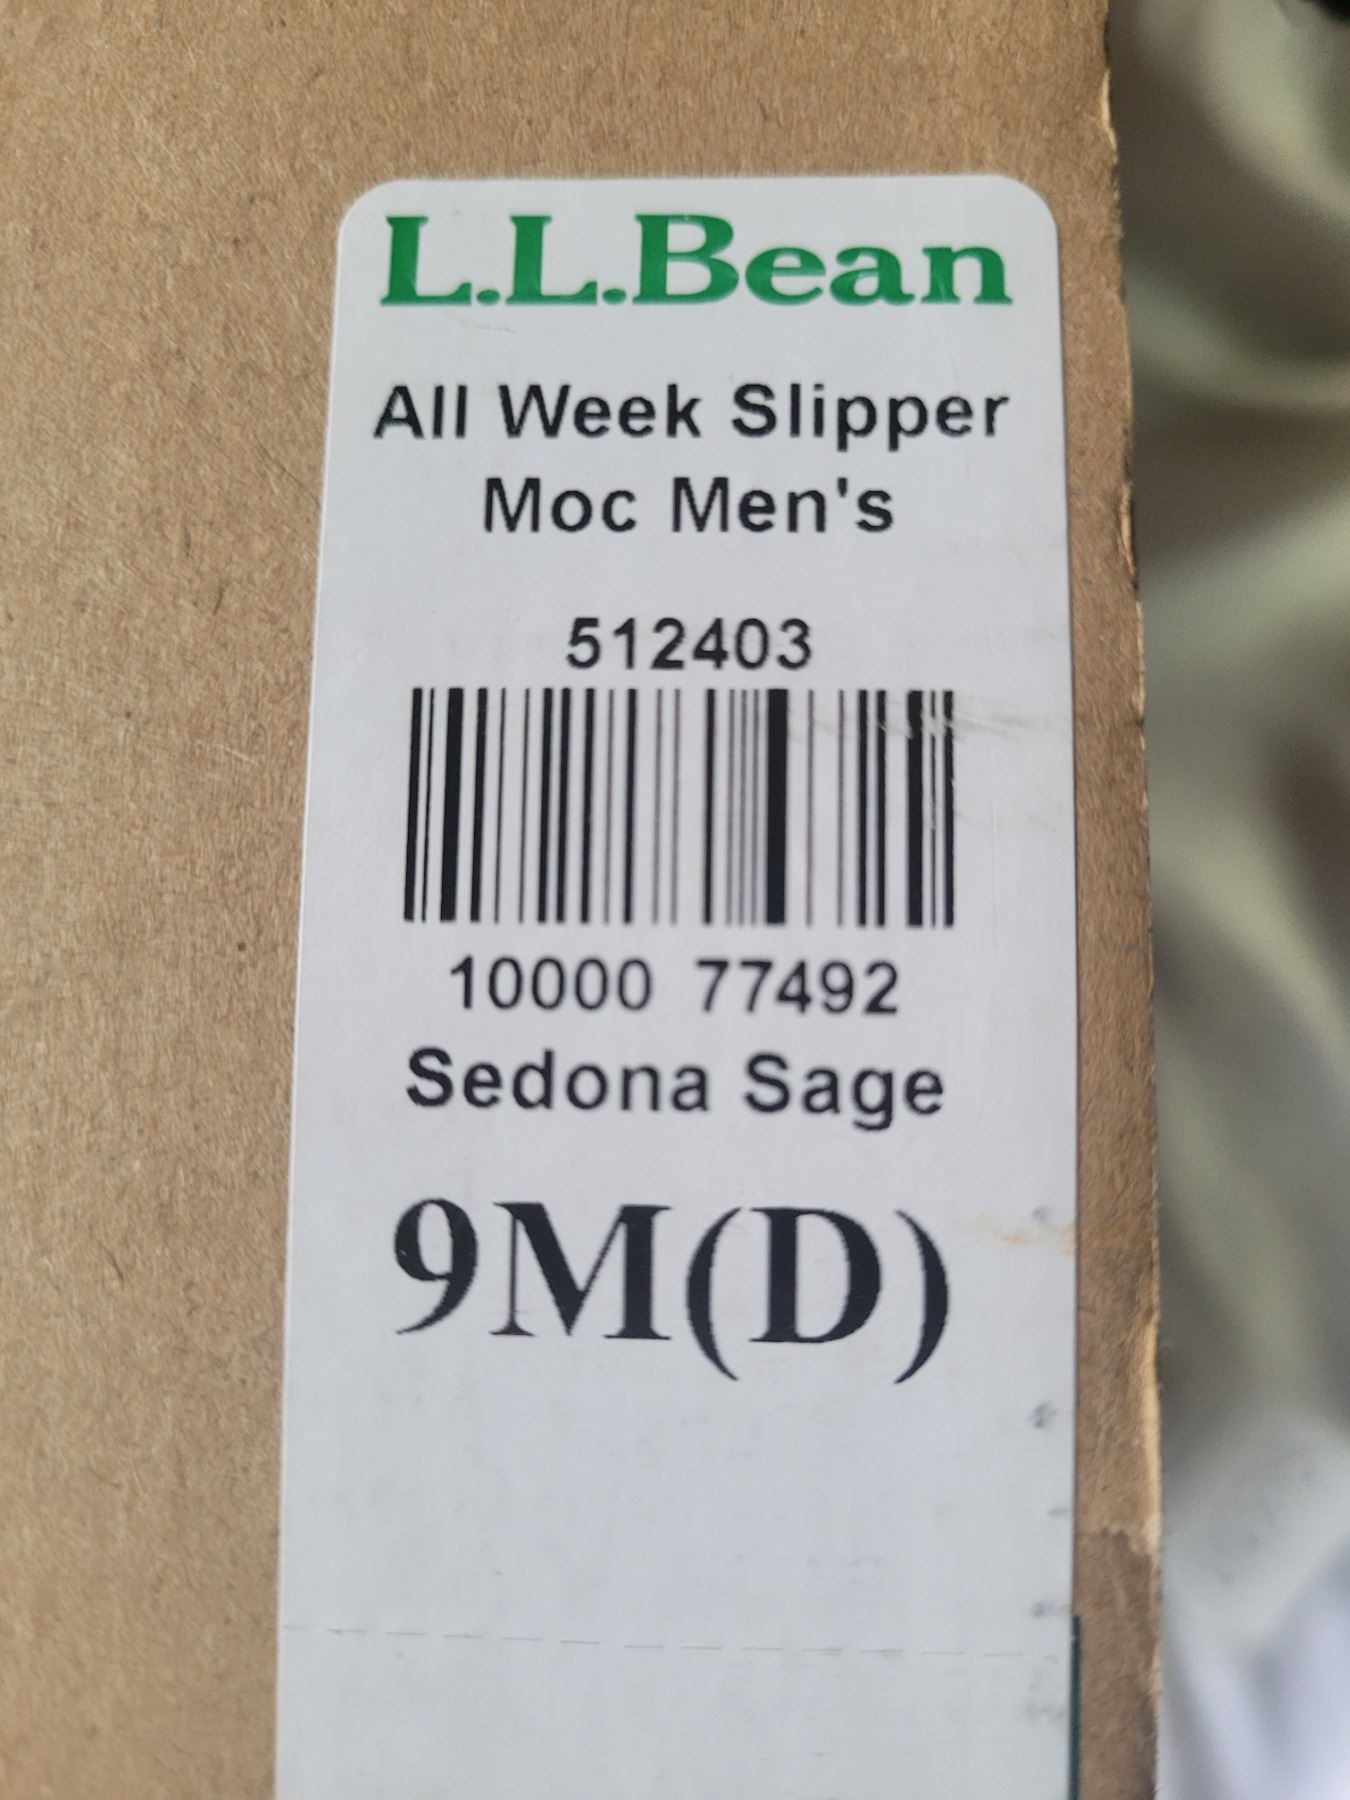 L.L.Bean
All Week Slipper
Moc Men's
512403
10000 77492
Sedona Sage
9M(D)